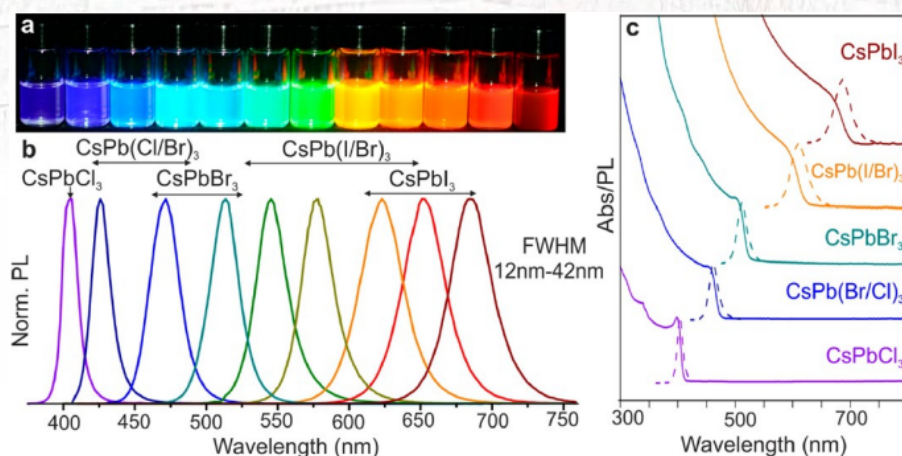 a
b
CsPb(Cl/Br)₃
CsPb(I/Br)₃
CsPbCl₃
CsPbBr₃
CsPbI₃
FWHM
12nm-42nm
Norm. PL
400 450 500 550 600 650 700 750
Wavelength (nm)
c
CsPbI₃
CsPb(I/Br)₃
CsPbBr₃
CsPb(Br/Cl)₃
CsPbCl₃
Abs/PL
300 500 700
Wavelength (nm)